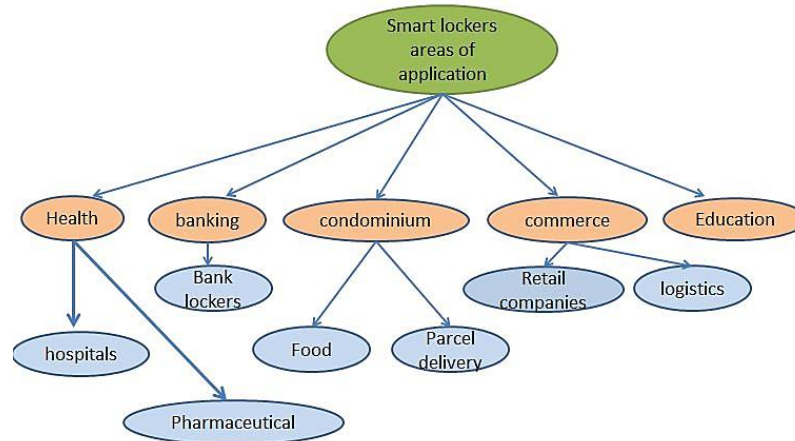 Smart lockers
areas of
application
Health
banking
condominium
commerce
Education
Bank
lockers
Retail
companies
logistics
hospitals
Food
Parcel
delivery
Pharmaceutical